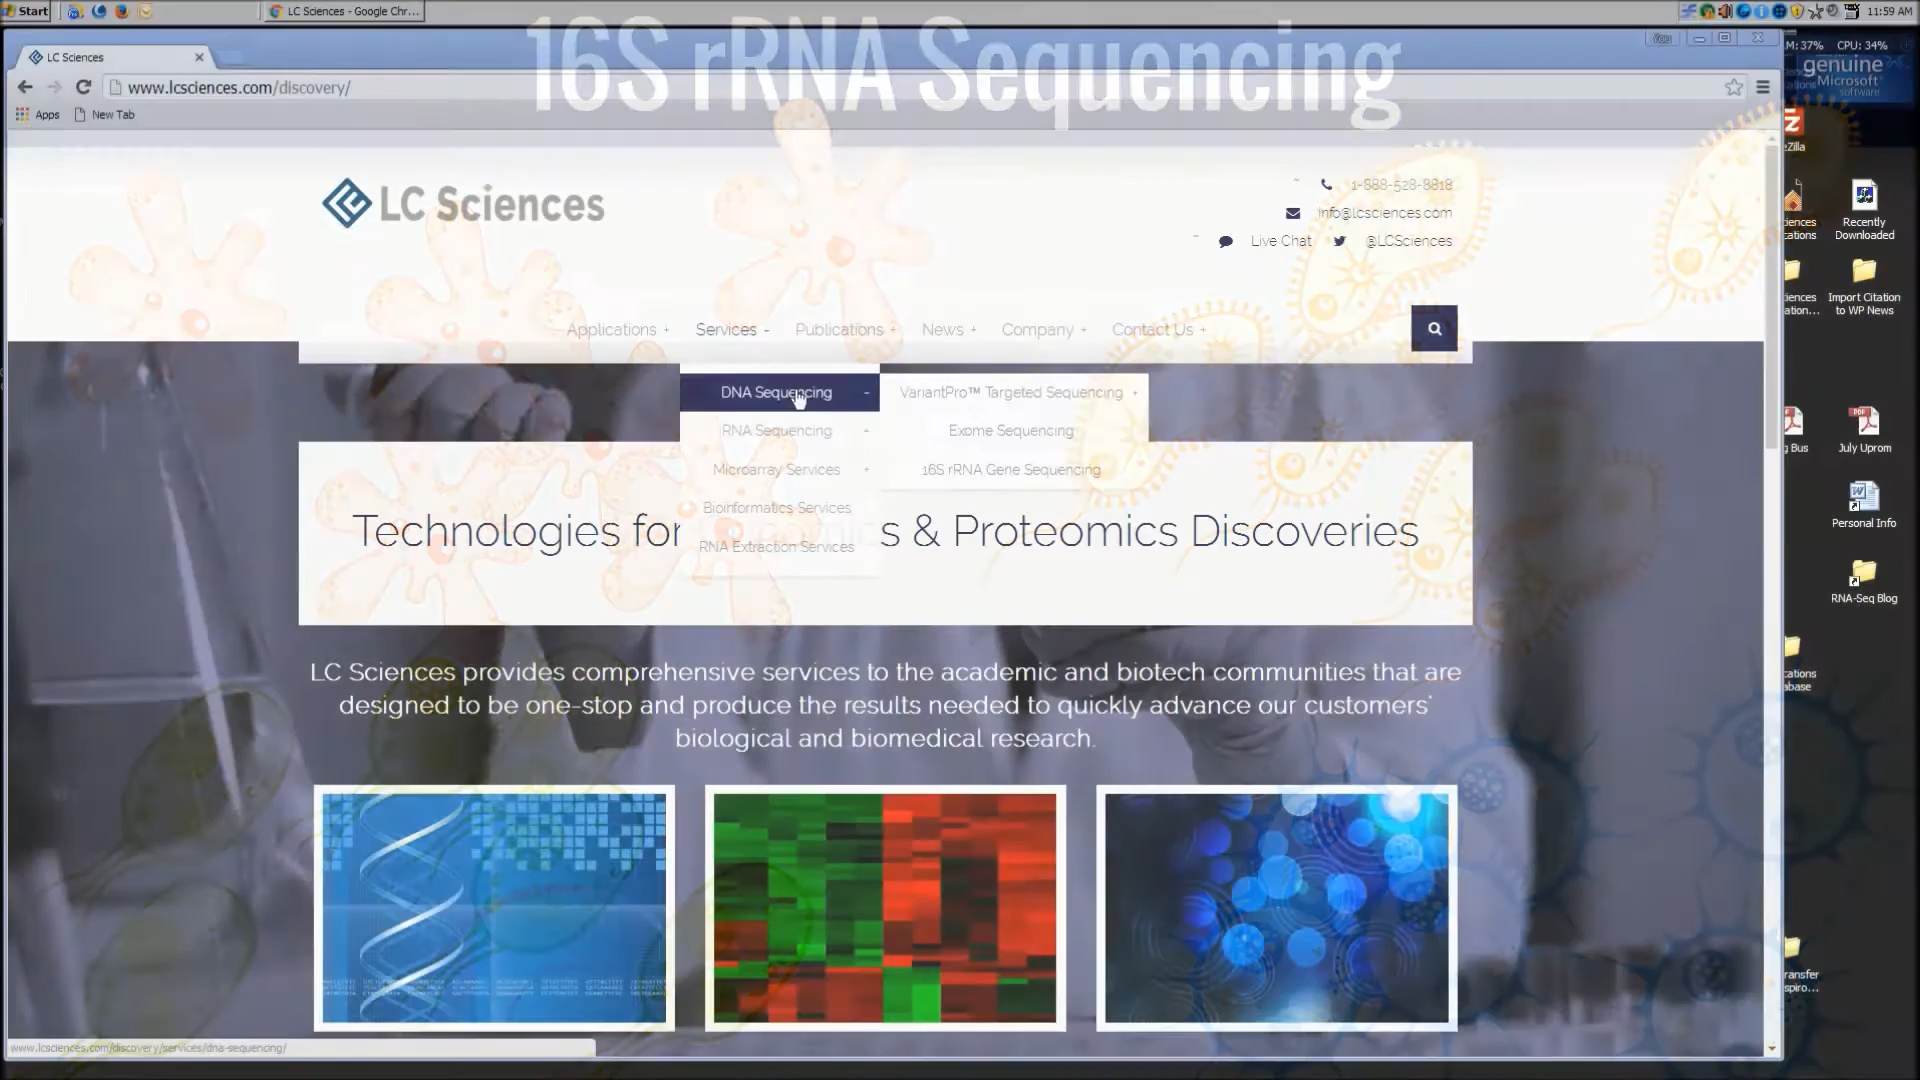 Start
LC Sciences - Google Chr...
11:59 AM
16S rRNA Sequencing
LC Sciences
You
M: 37% CPU: 34%
genuine
Microsoft
software
www.lcsciences.com/discovery/
Apps
New Tab
LC Sciences
1-888-528-8818
info@lcsciences.com
Live Chat
@LCSciences
Applications +
Services -
Publications +
News +
Company +
Contact Us +
DNA Sequencing -
VariantPro™ Targeted Sequencing +
RNA Sequencing +
Exome Sequencing
Microarray Services +
16S rRNA Gene Sequencing
Bioinformatics Services
RNA Extraction Services
Technologies for
s & Proteomics Discoveries
LC Sciences provides comprehensive services to the academic and biotech communities that are
designed to be one-stop and produce the results needed to quickly advance our customers'
biological and biomedical research.
eZilla
iences
ations
Recently
Downloaded
iences
ation...
Import Citation
to WP News
g Bus
July Uprom
Personal Info
RNA-Seq Blog
cations
abase
ransfer
spiro...
www.lcsciences.com/discovery/services/dna-sequencing/